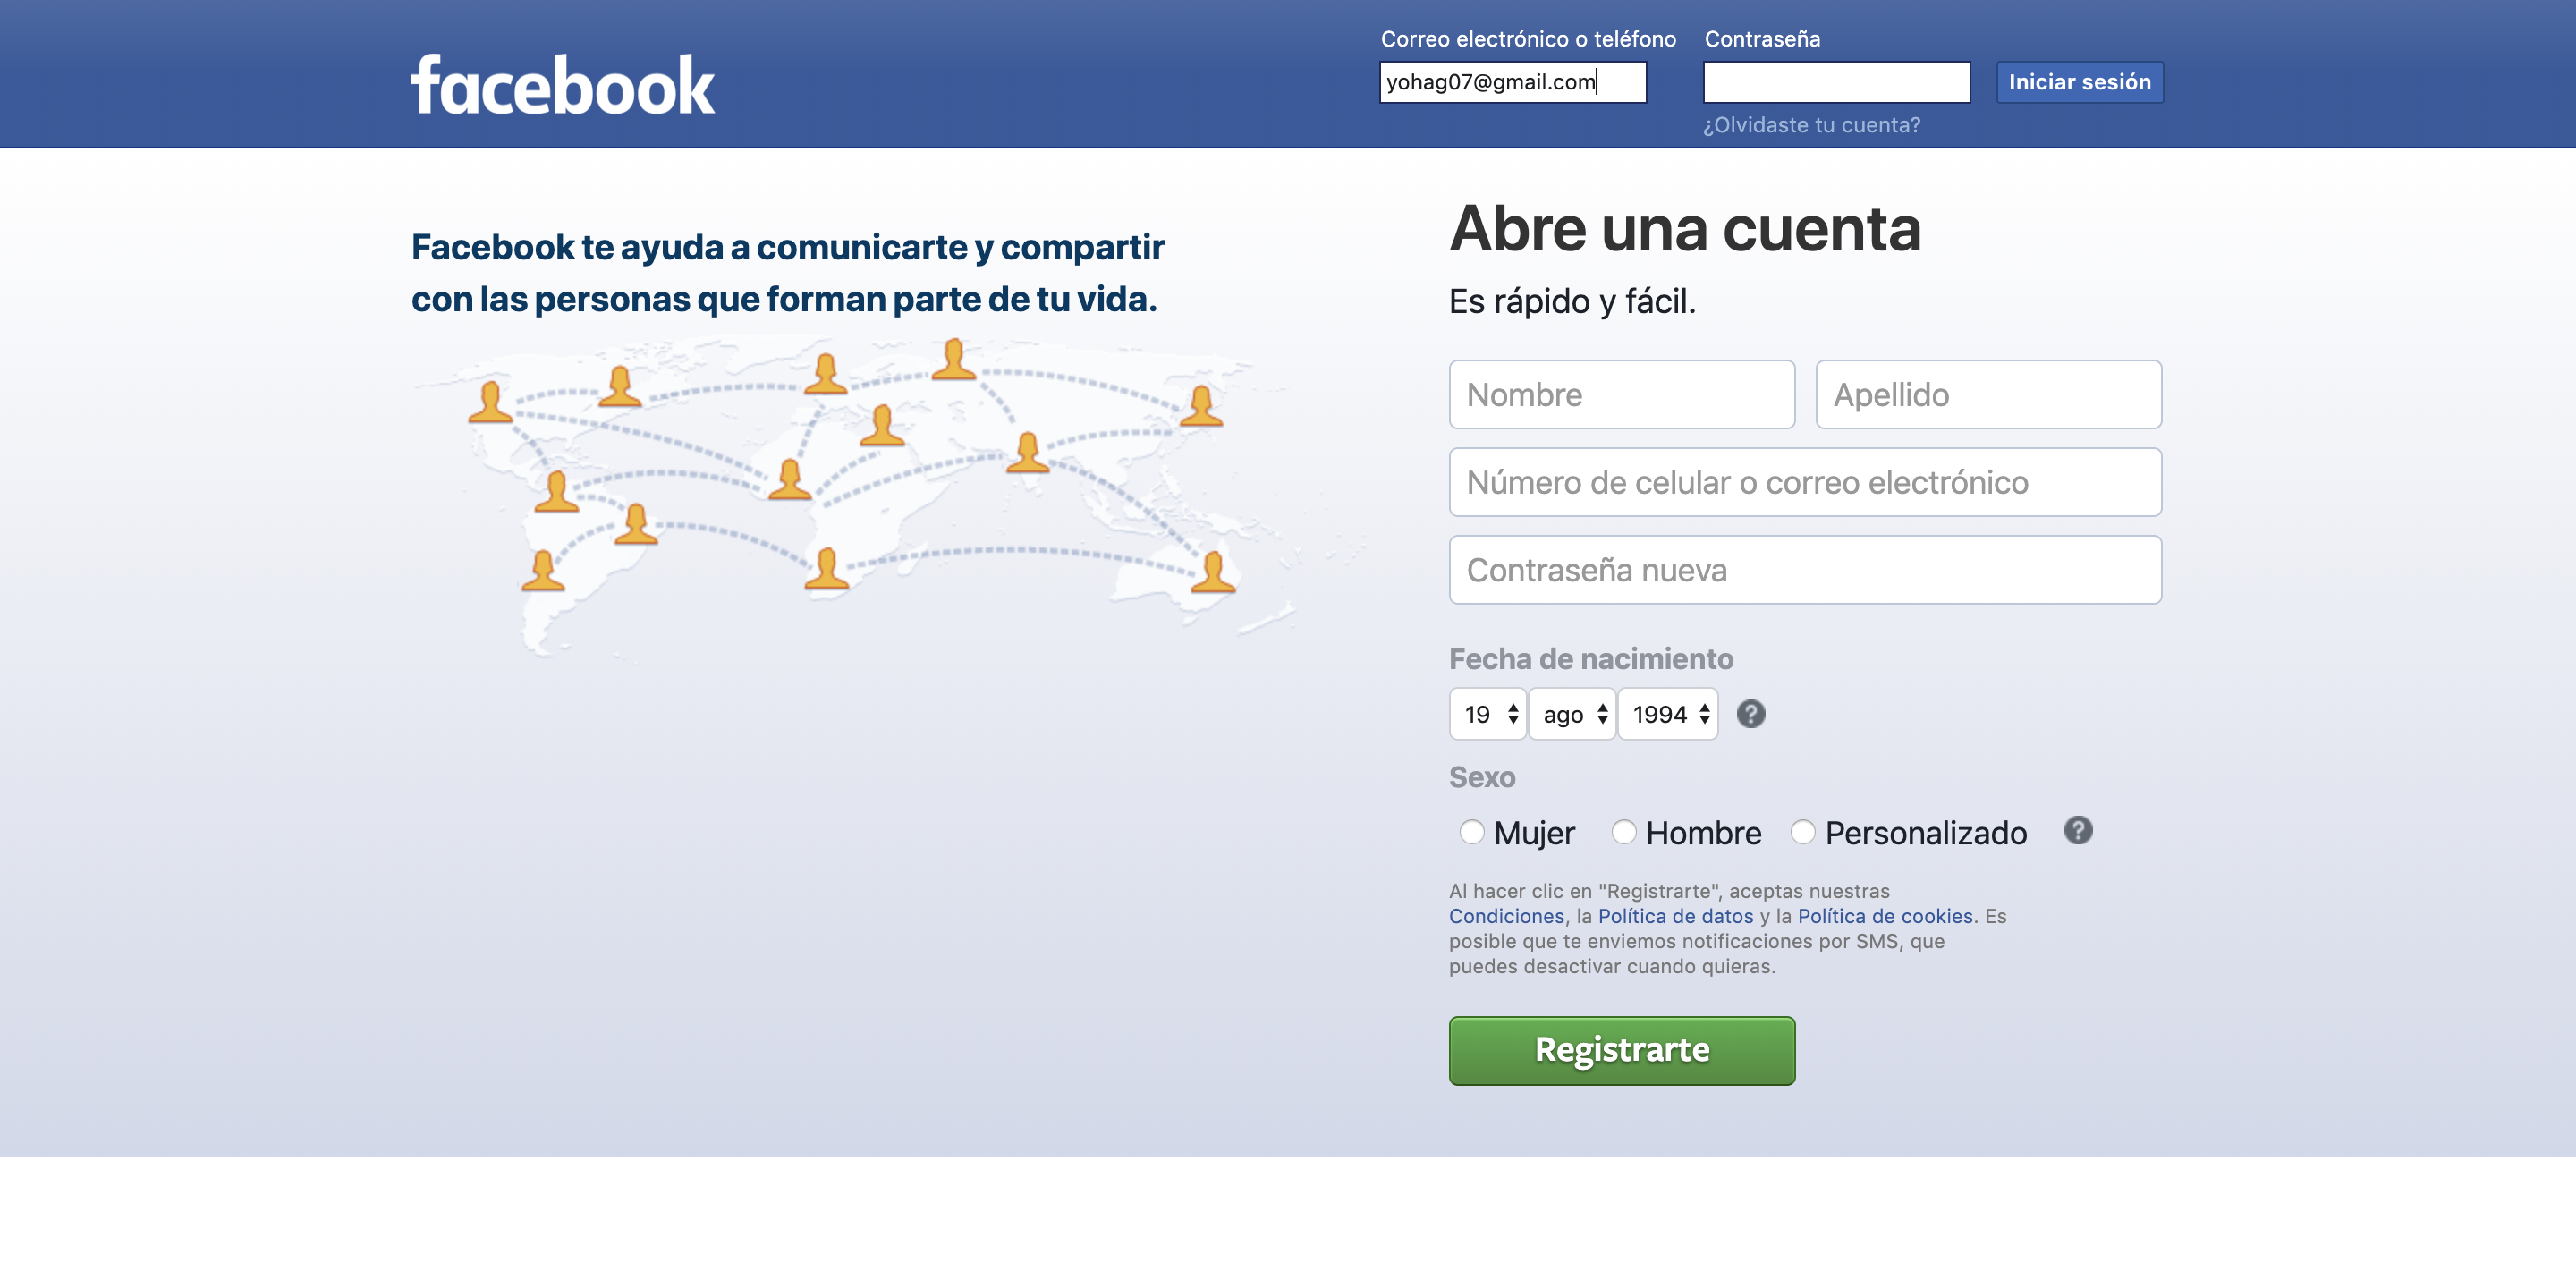 facebook
Correo electrónico o teléfono
Contraseña
yohag07@gmail.com
Iniciar sesión
¿Olvidaste tu cuenta?
Facebook te ayuda a comunicarte y compartir
con las personas que forman parte de tu vida.
Abre una cuenta
Es rápido y fácil.
Nombre
Apellido
Número de celular o correo electrónico
Contraseña nueva
Fecha de nacimiento
19 ago 1994 ?
Sexo
Mujer Hombre Personalizado ?
Al hacer clic en "Registrarte", aceptas nuestras
Condiciones, la Política de datos y la Política de cookies. Es
posible que te enviemos notificaciones por SMS, que
puedes desactivar cuando quieras.
Registrarte